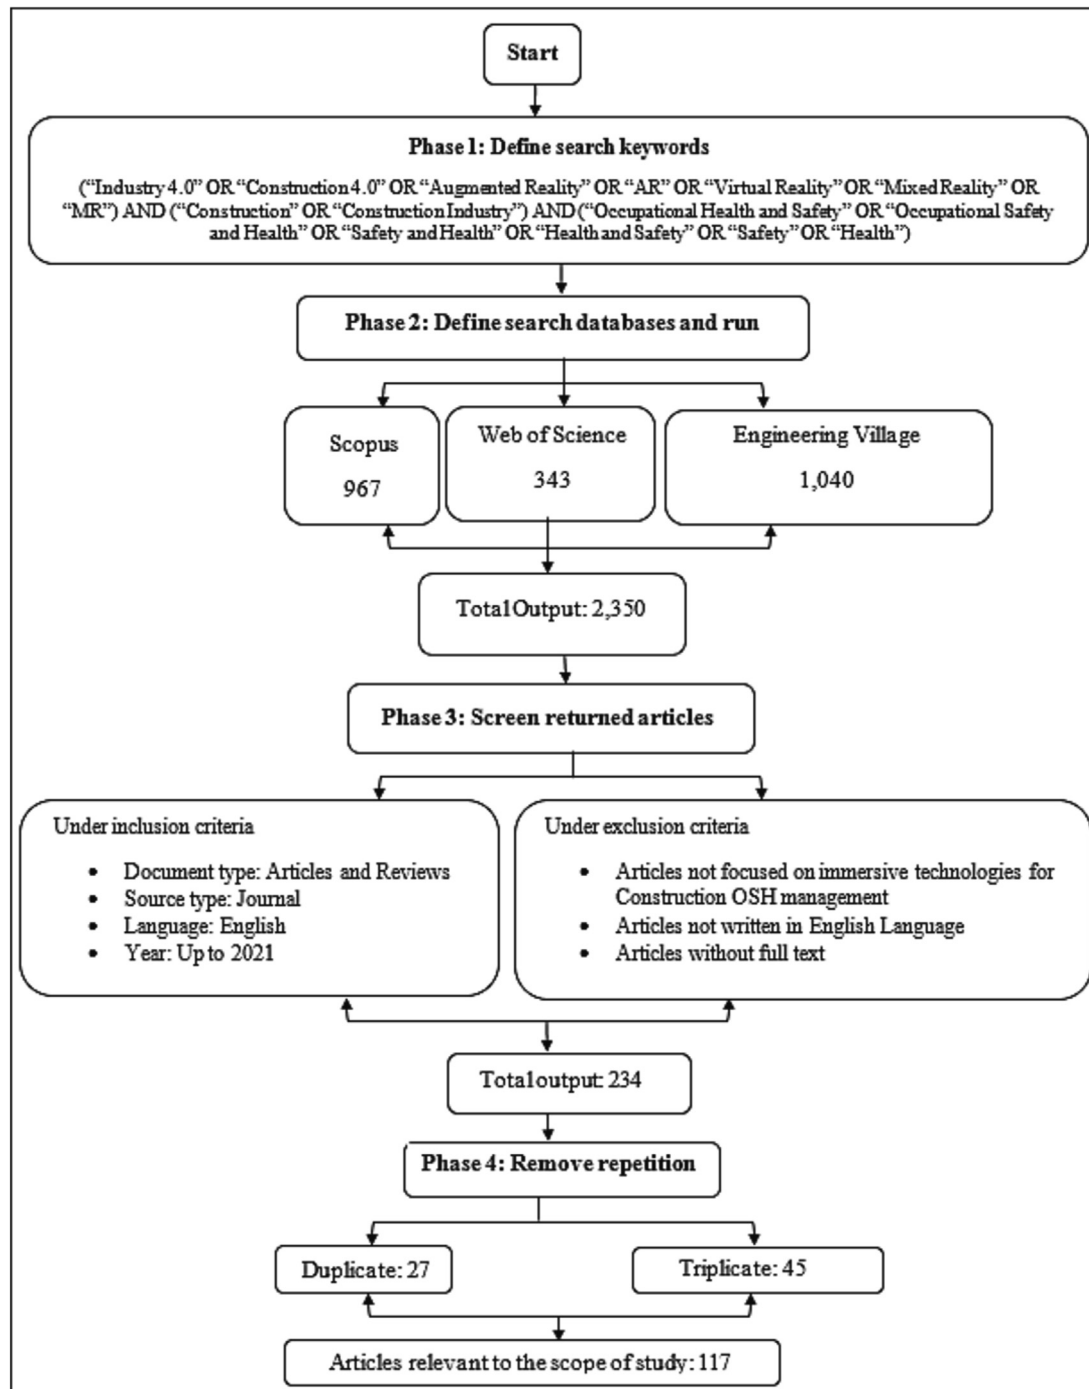 Start
Phase 1: Define search keywords
(“Industry 4.0” OR “Construction 4.0” OR “Augmented Reality” OR “AR” OR “Virtual Reality” OR “Mixed Reality” OR
“MR”) AND (“Construction” OR “Construction Industry”) AND (“Occupational Health and Safety” OR “Occupational Safety
and Health” OR “Safety and Health” OR “Health and Safety” OR “Safety” OR “Health”)
Phase 2: Define search databases and run
Scopus
967
Web of Science
343
Engineering Village
1,040
Total Output: 2,350
Phase 3: Screen returned articles
Under inclusion criteria
• Document type: Articles and Reviews
• Source type: Journal
• Language: English
• Year: Up to 2021
Under exclusion criteria
• Articles not focused on immersive technologies for
Construction OSH management
• Articles not written in English Language
• Articles without full text
Total output: 234
Phase 4: Remove repetition
Duplicate: 27
Triplicate: 45
Articles relevant to the scope of study: 117